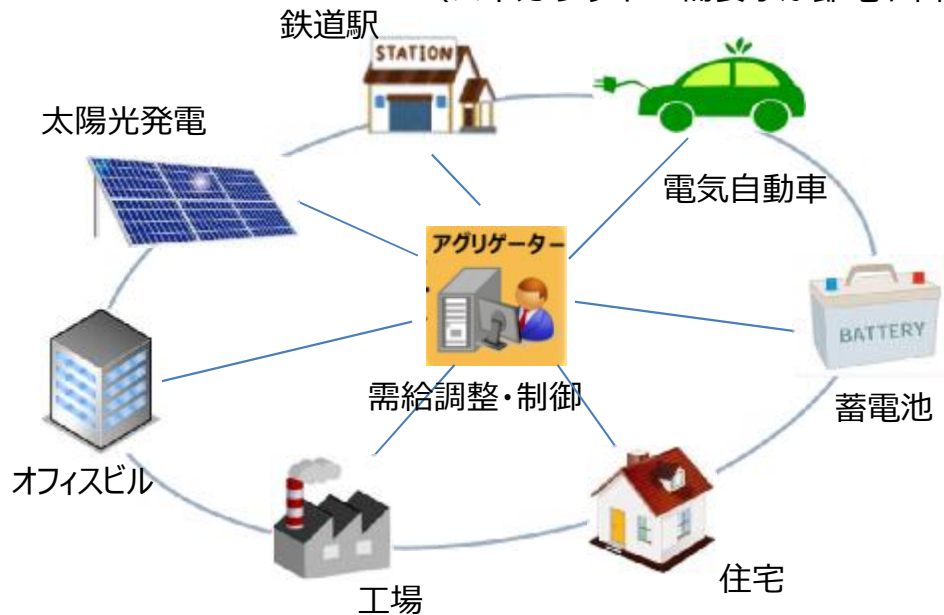 鉄道駅
STATION
太陽光発電
電気自動車
アグリゲーター
BATTERY
需給調整・制御
蓄電池
オフィスビル
住宅
工場